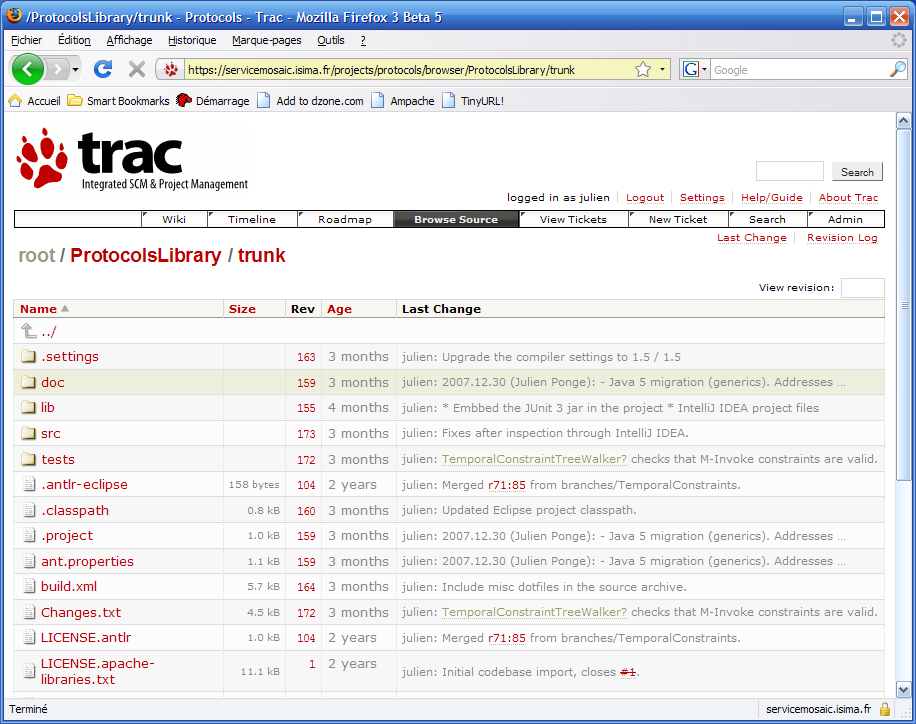 /ProtocolsLibrary/trunk - Protocols - Trac - Mozilla Firefox 3 Beta 5
Fichier Édition Affichage Historique Marque-pages Outils ?
https://servicemosaic.isima.fr/projects/protocols/browser/ProtocolsLibrary/trunk G Google
Accueil Smart Bookmarks Démarrage Add to dzone.com Ampache TinyURL!
trac
Integrated SCM & Project Management
Search
logged in as julien Logout Settings Help/Guide About Trac
Wiki Timeline Roadmap Browse Source View Tickets New Ticket Search Admin
Last Change Revision Log
root / ProtocolsLibrary / trunk
View revision:
Name Size Rev Age Last Change
../
.settings 163 3 months julien: Upgrade the compiler settings to 1.5 / 1.5
doc 159 3 months julien: 2007.12.30 (Julien Ponge): - Java 5 migration (generics). Addresses ...
lib 155 4 months julien: * Embbed the JUnit 3 jar in the project * IntelliJ IDEA project files
src 173 3 months julien: Fixes after inspection through IntelliJ IDEA.
tests 172 3 months julien: TemporalConstraintTreeWalker? checks that M-Invoke constraints are valid.
.antlr-eclipse 158 bytes 104 2 years julien: Merged r71:85 from branches/TemporalConstraints.
.classpath 0.8 kB 160 3 months julien: Updated Eclipse project classpath.
.project 1.0 kB 159 3 months julien: 2007.12.30 (Julien Ponge): - Java 5 migration (generics). Addresses ...
ant.properties 1.1 kB 159 3 months julien: 2007.12.30 (Julien Ponge): - Java 5 migration (generics). Addresses ...
build.xml 5.7 kB 164 3 months julien: Include misc dotfiles in the source archive.
Changes.txt 4.5 kB 172 3 months julien: TemporalConstraintTreeWalker? checks that M-Invoke constraints are valid.
LICENSE.antlr 1.0 kB 104 2 years julien: Merged r71:85 from branches/TemporalConstraints.
LICENSE.apache-libraries.txt 11.1 kB 1 2 years julien: Initial codebase import, closes #1.
Terminé servicemosaic.isima.fr